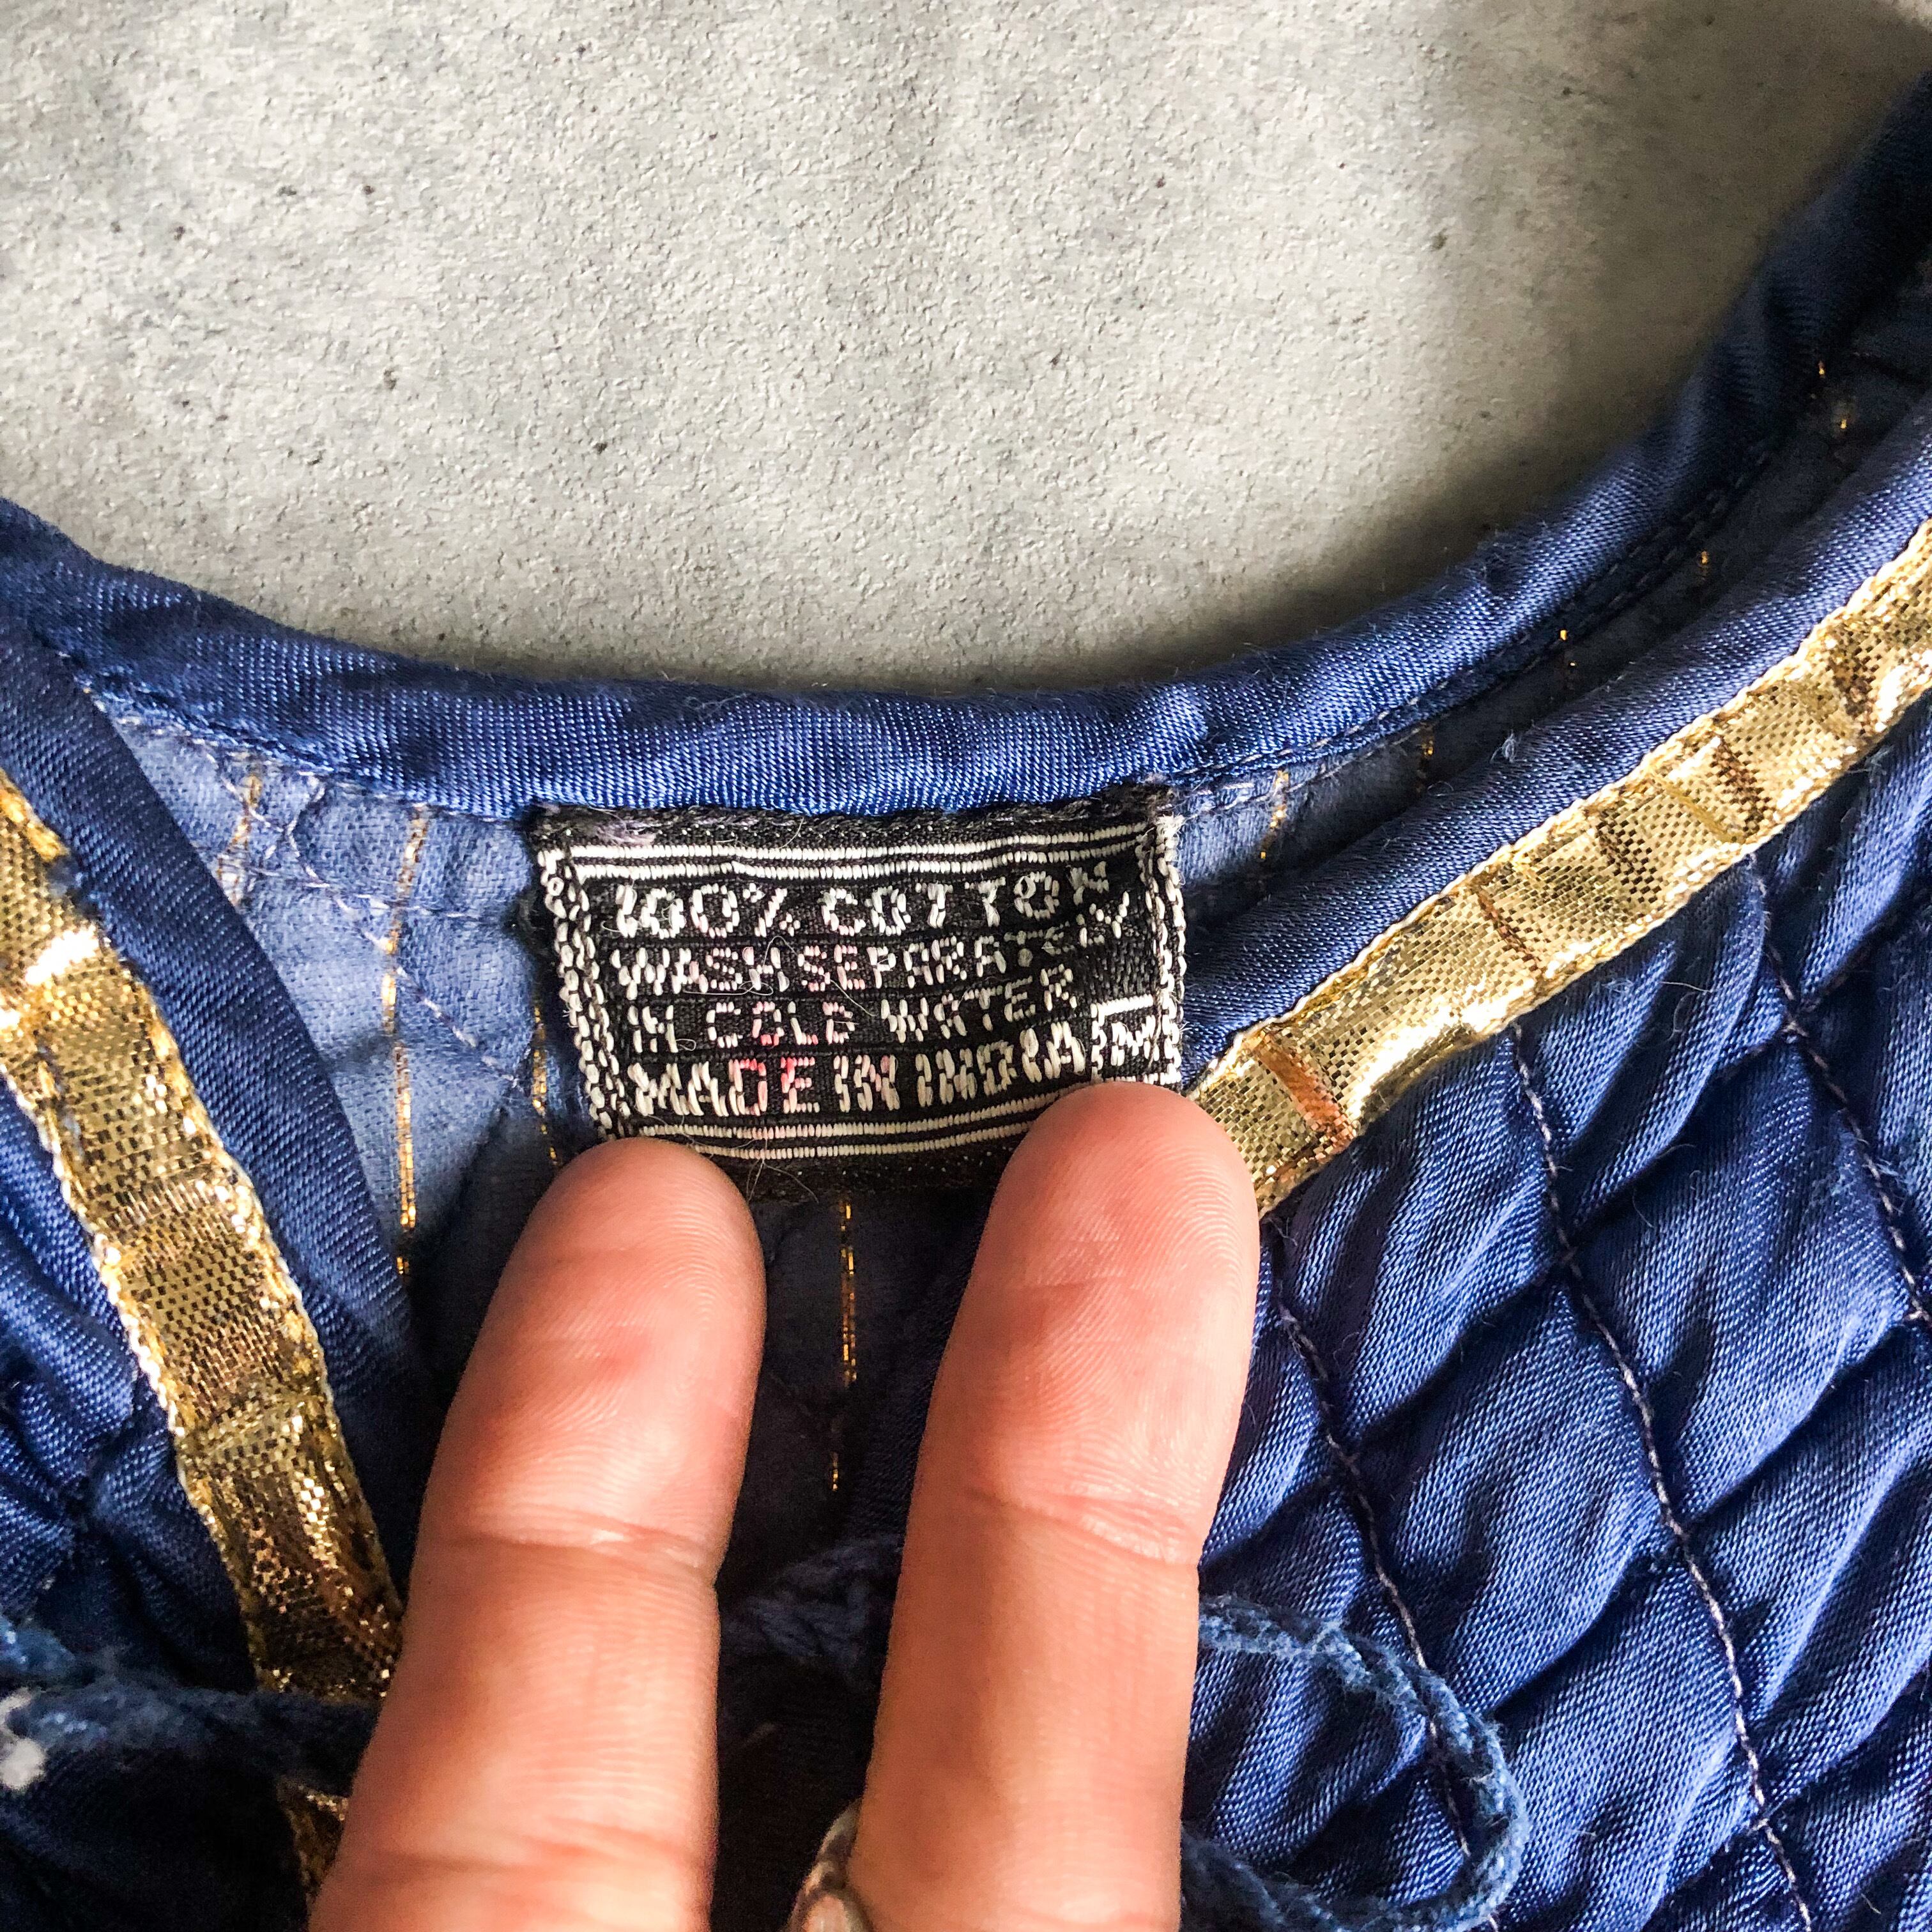 100% COTTON
WASH SEPARATELY
IN COLD WATER
MADE IN INDIA M